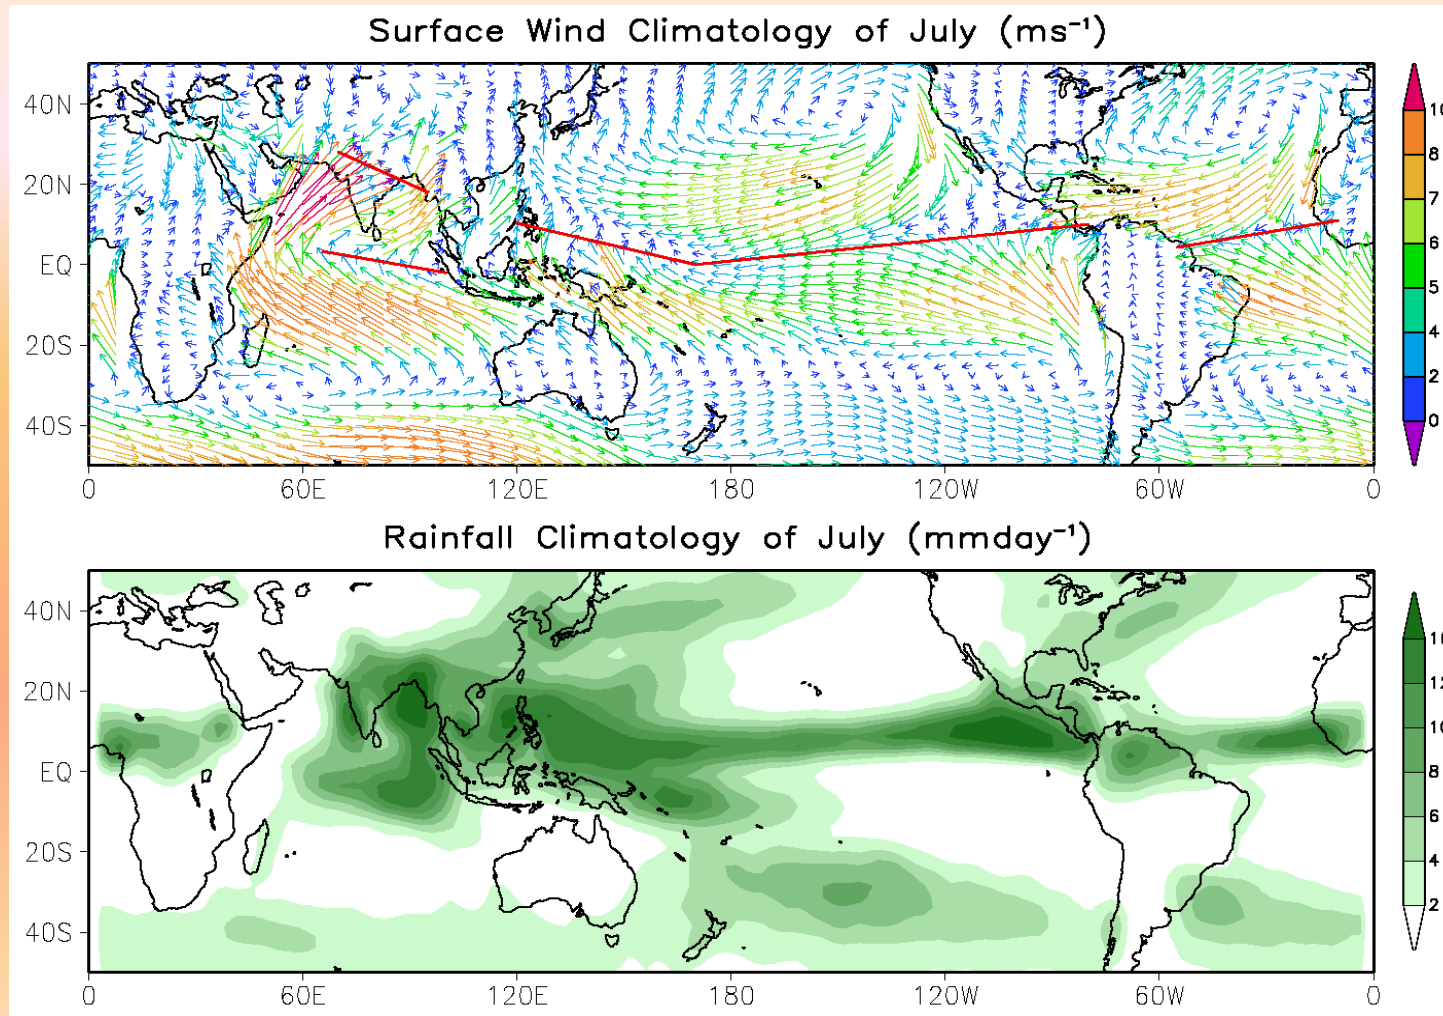 Surface Wind Climatology of July (ms⁻¹)
40N
20N
EQ
20S
40S
0 60E 120E 180 120W 60W 0
10
8
7
6
5
4
2
0
Rainfall Climatology of July (mmday⁻¹)
40N
20N
EQ
20S
40S
0 60E 120E 180 120W 60W 0
12
10
8
6
4
2